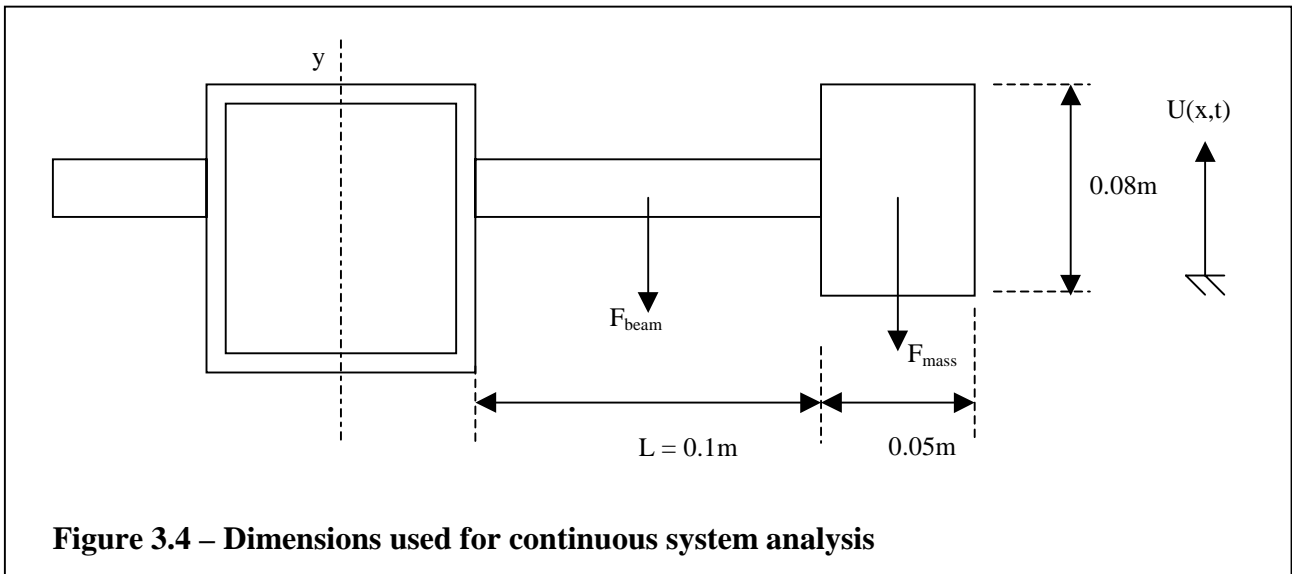 y
U(x,t)
0.08m
F_beam
F_mass
L = 0.1m
0.05m
Figure 3.4 – Dimensions used for continuous system analysis